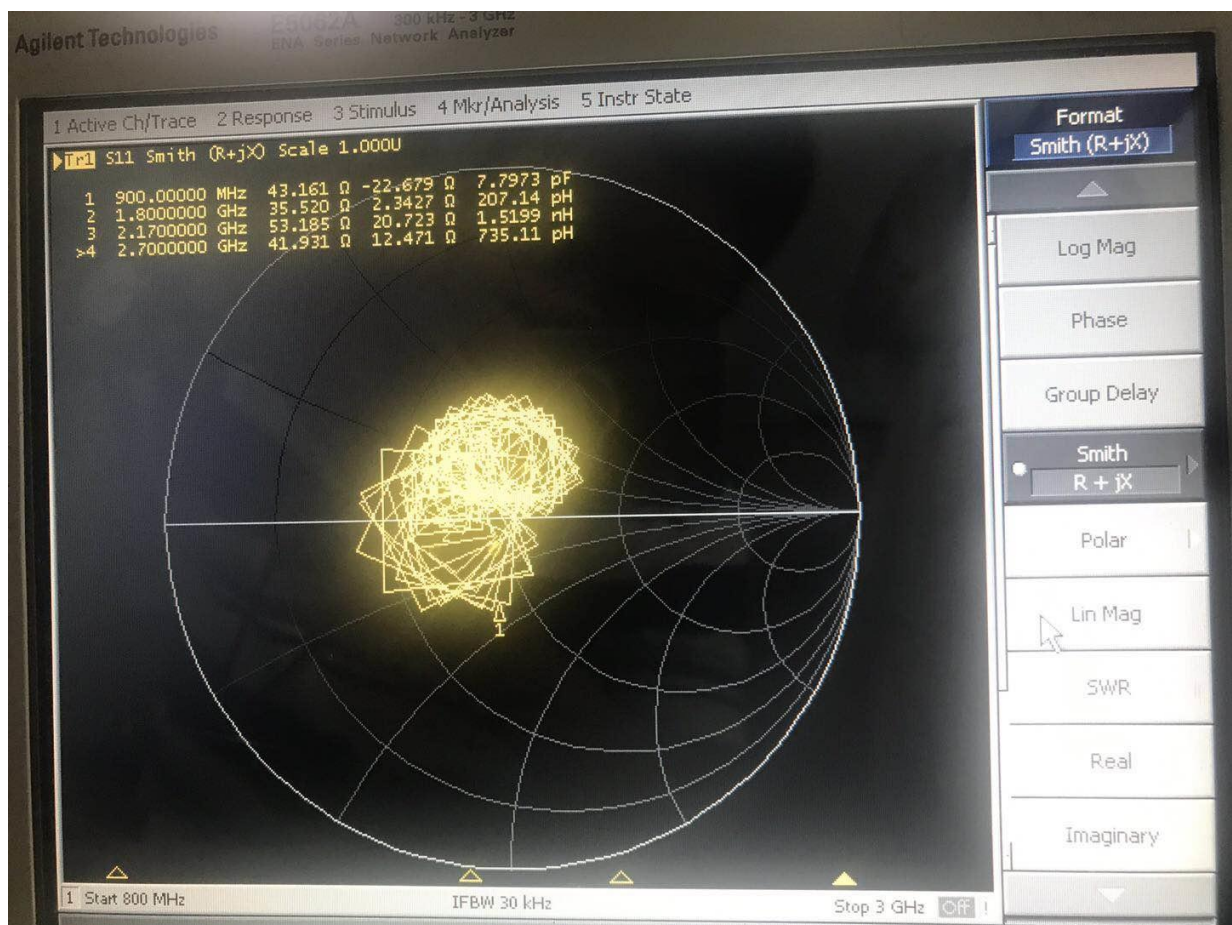 Agilent Technologies E5062A 300 kHz - 3 GHz
ENA Series Network Analyzer
1 Active Ch/Trace 2 Response 3 Stimulus 4 Mkr/Analysis 5 Instr State
Tr1 S11 Smith (R+jX) Scale 1.000U
1 900.00000 MHz 43.161 Ω -22.679 Ω 7.7973 pF
2 1.8000000 GHz 35.520 Ω 2.3427 Ω 207.14 pH
3 2.1700000 GHz 53.185 Ω 20.723 Ω 1.5199 nH
>4 2.7000000 GHz 41.931 Ω 12.471 Ω 735.11 pH
1
Format
Smith (R+jX)
Log Mag
Phase
Group Delay
Smith
R + jX
Polar
Lin Mag
SWR
Real
Imaginary
1 Start 800 MHz IFBW 30 kHz Stop 3 GHz Off !